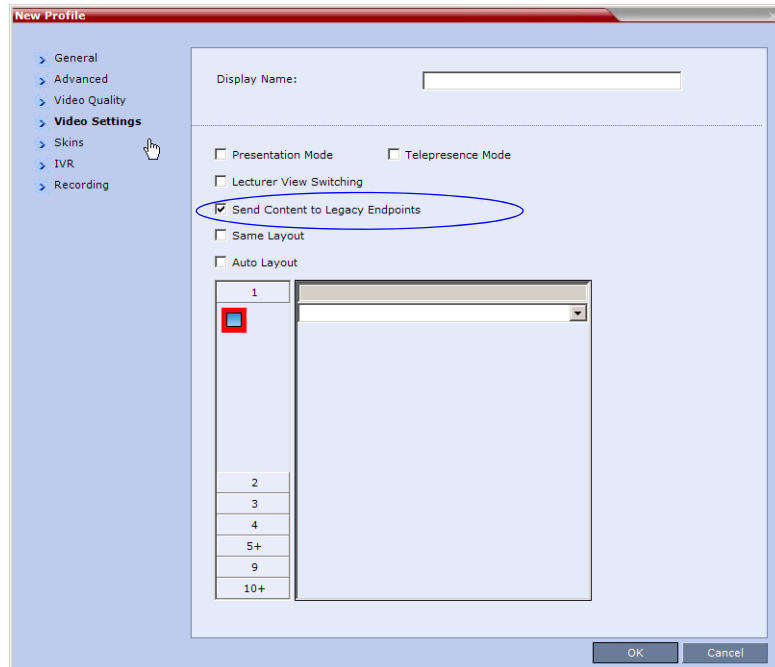 New Profile
General
Advanced
Video Quality
Video Settings
Skins
IVR
Recording
Display Name:
Presentation Mode Telepresence Mode
Lecturer View Switching
Send Content to Legacy Endpoints
Same Layout
Auto Layout
1
2
3
4
5+
9
10+
OK Cancel